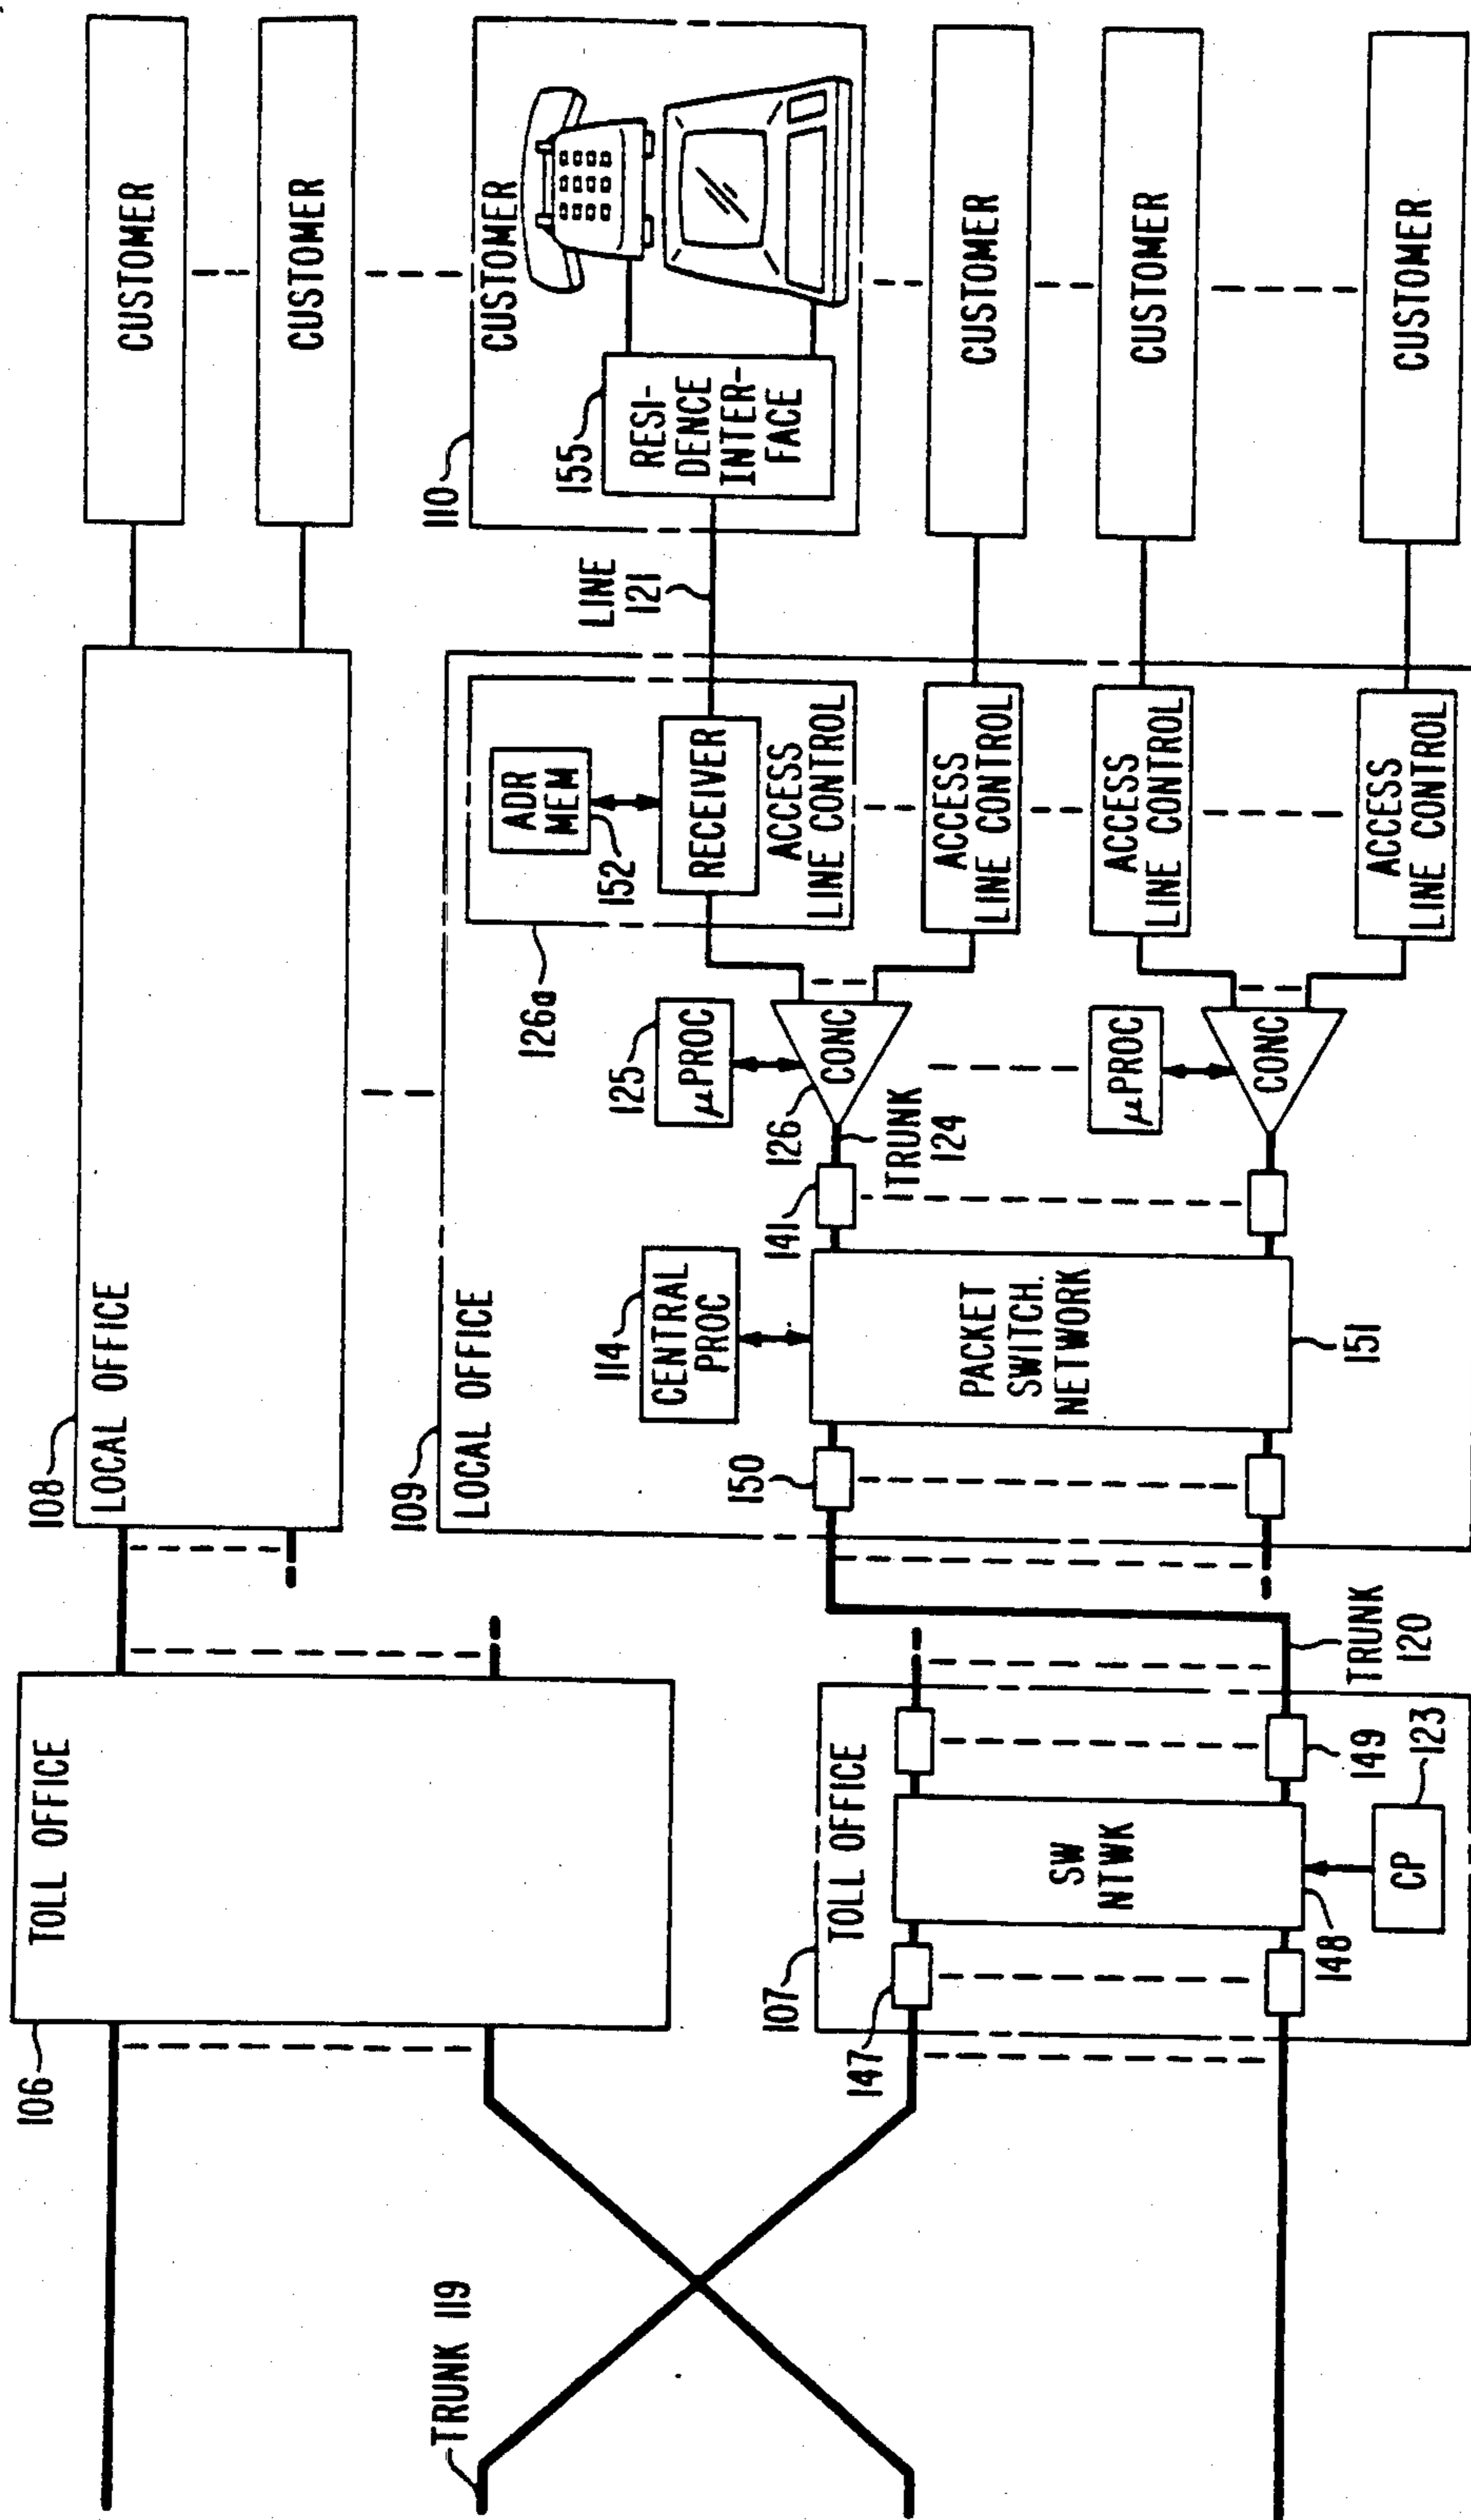 106
TOLL OFFICE
108
LOCAL OFFICE
CUSTOMER
CUSTOMER
TRUNK 119
109
LOCAL OFFICE
114
CENTRAL
PROC
150
141
PACKET
SWITCH.
NETWORK
151
125
μPROC
126
CONC
TRUNK
124
μPROC
CONC
126a
ADR
MEM
152
RECEIVER
ACCESS
LINE CONTROL
ACCESS
LINE CONTROL
ACCESS
LINE CONTROL
ACCESS
LINE CONTROL
LINE
121
110
CUSTOMER
155
RESI-
DENCE
INTER-
FACE
CUSTOMER
CUSTOMER
CUSTOMER
107
TOLL OFFICE
147
SW
NTWK
148
149
CP
123
TRUNK
120